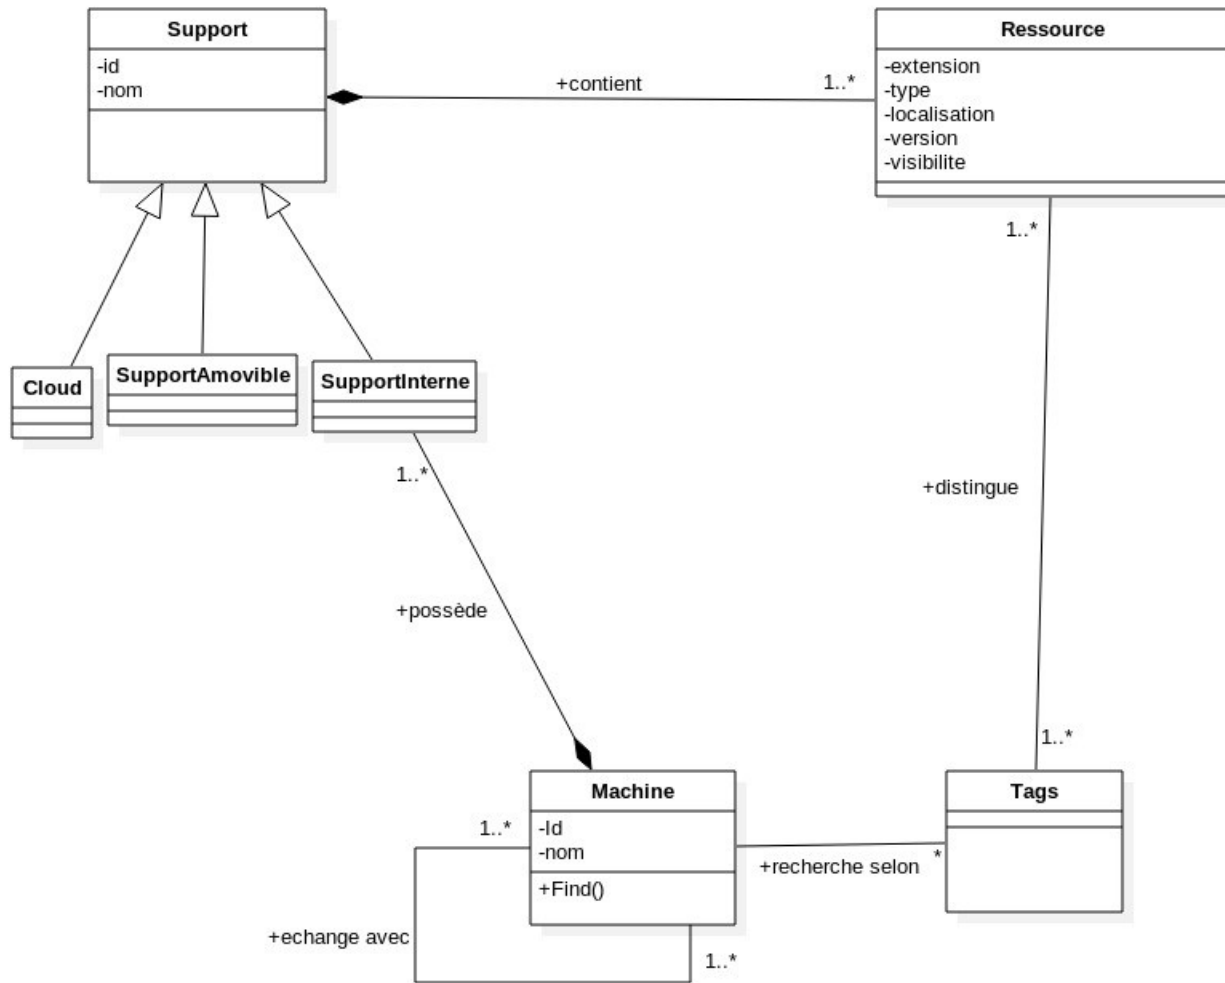 Support
-id
-nom
+contient
1..*
Ressource
-extension
-type
-localisation
-version
-visibilite
1..*
Cloud
SupportAmovible
SupportInterne
1..*
+distingue
+possède
1..*
Machine
-Id
-nom
+Find()
1..*
+echange avec
1..*
+recherche selon
*
Tags